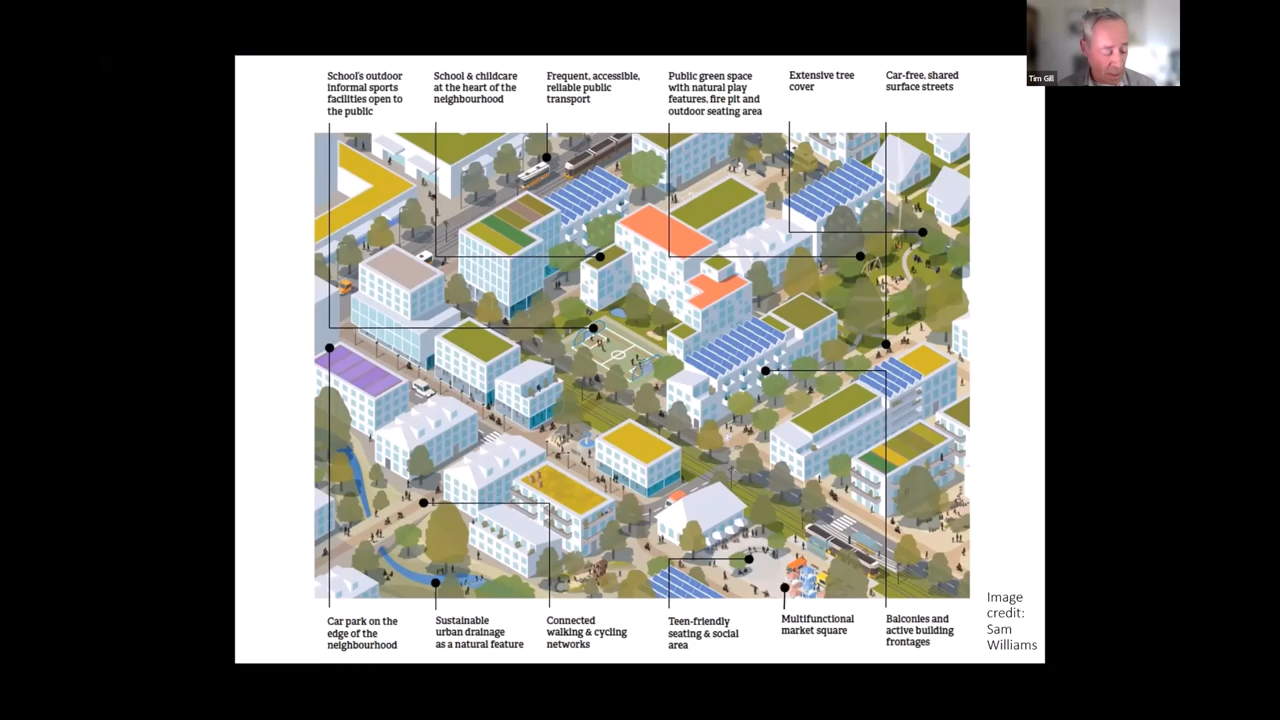 Tim Gill
School's outdoor
informal sports
facilities open to
the public
School & childcare
at the heart of the
neighbourhood
Frequent, accessible,
reliable public
transport
Public green space
with natural play
features, fire pit and
outdoor seating area
Extensive tree
cover
Car-free, shared
surface streets
Car park on the
edge of the
neighbourhood
Sustainable
urban drainage
as a natural feature
Connected
walking & cycling
networks
Teen-friendly
seating & social
area
Multifunctional
market square
Balconies and
active building
frontages
Image
credit:
Sam
Williams